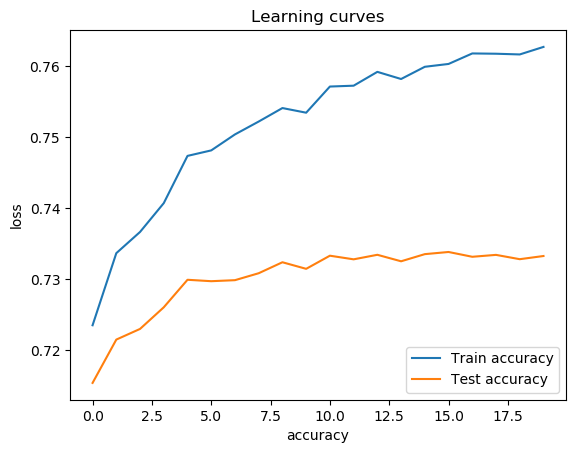 Learning curves
0.76
0.75
0.74
0.73
0.72
loss
0.0 2.5 5.0 7.5 10.0 12.5 15.0 17.5
accuracy
Train accuracy
Test accuracy